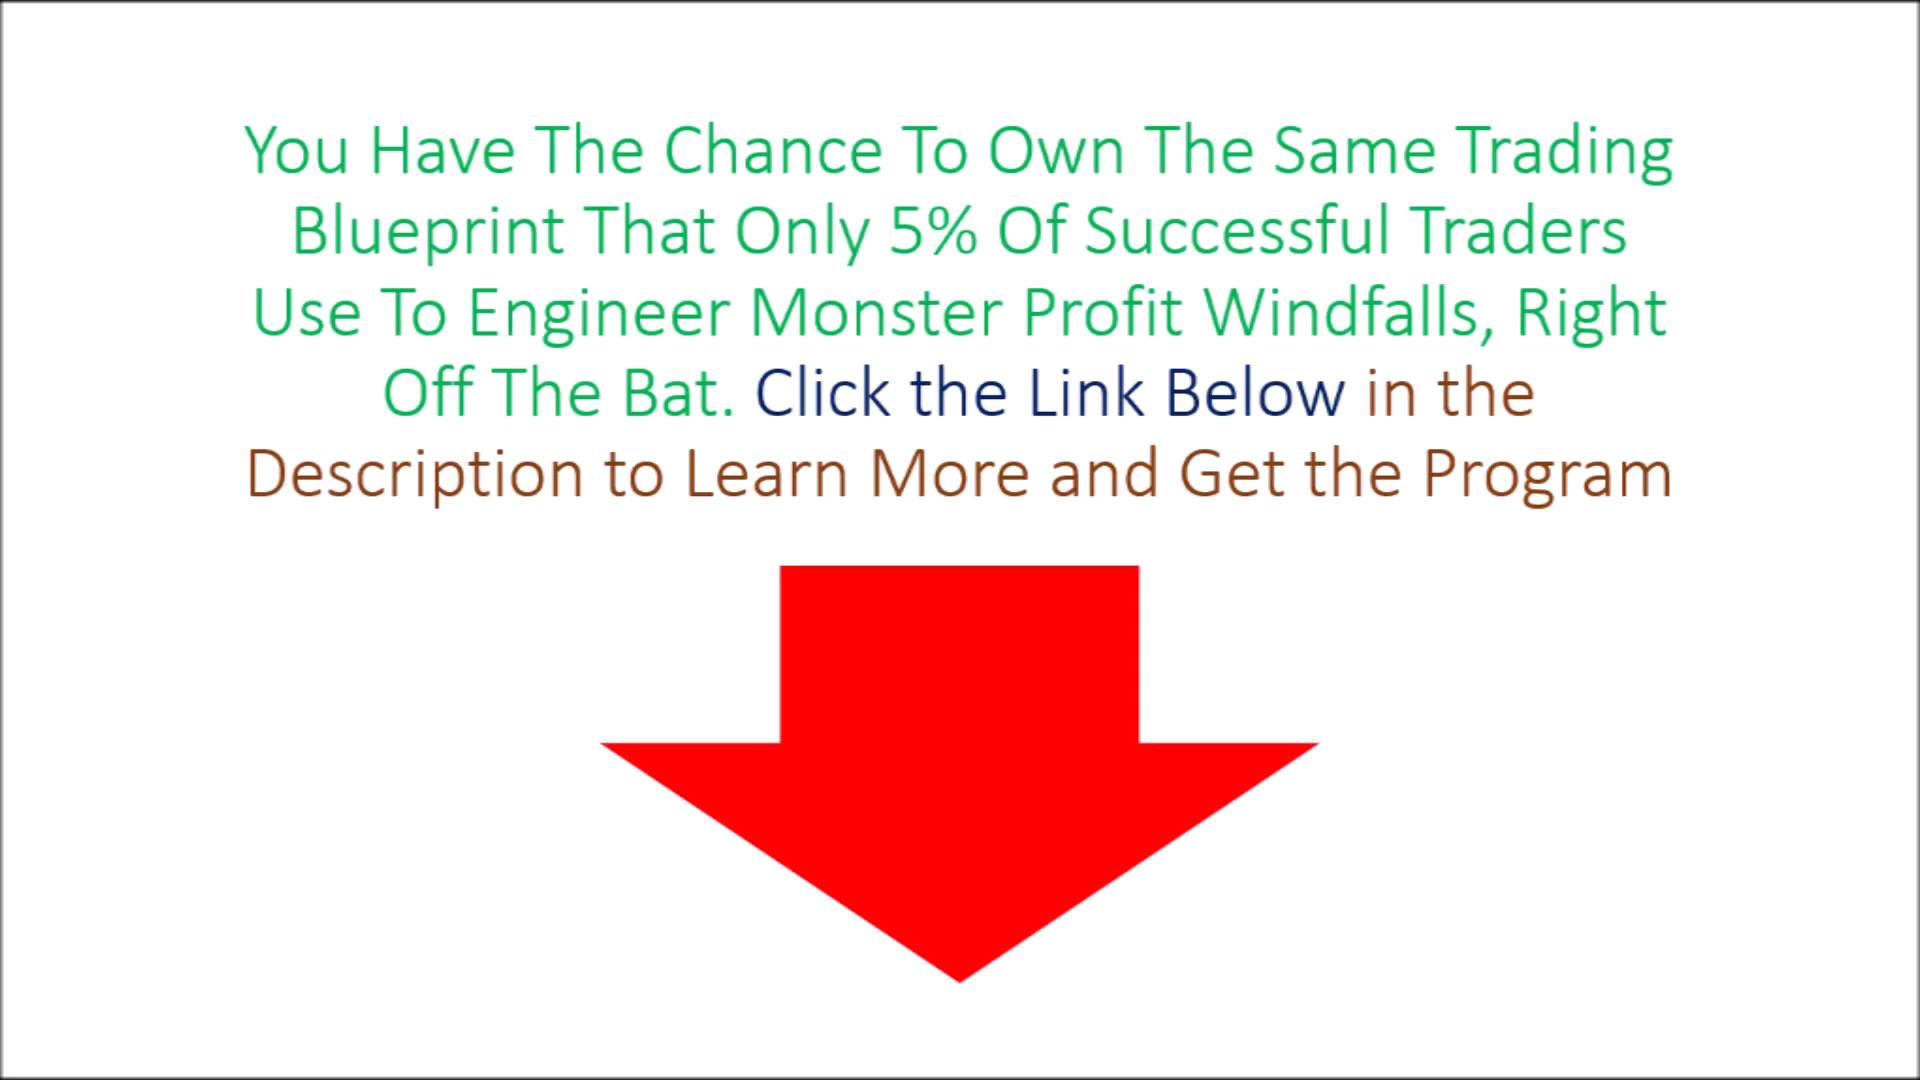 You Have The Chance To Own The Same Trading
Blueprint That Only 5% Of Successful Traders
Use To Engineer Monster Profit Windfalls, Right
Off The Bat. Click the Link Below in the
Description to Learn More and Get the Program